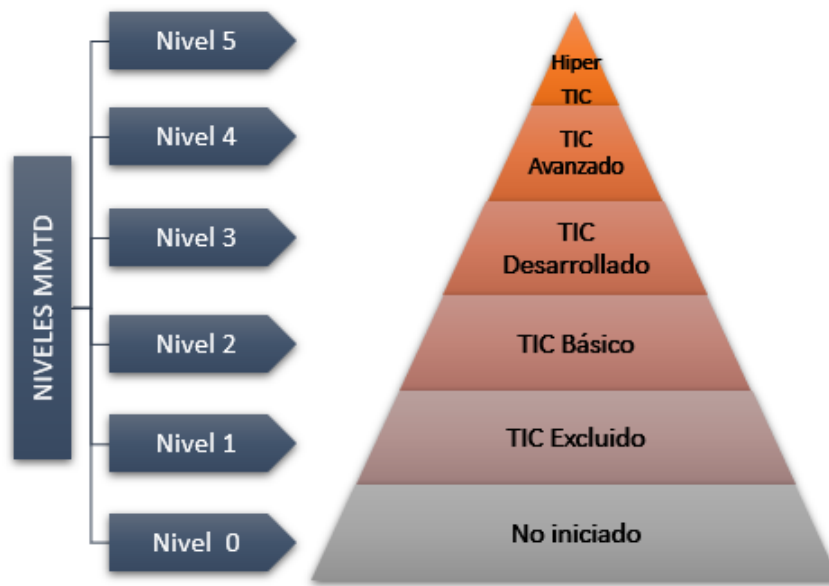 NIVELES MMTD
Nivel 5
Hiper
TIC
Nivel 4
TIC
Avanzado
Nivel 3
TIC
Desarrollado
Nivel 2
TIC Básico
Nivel 1
TIC Excluido
Nivel 0
No iniciado